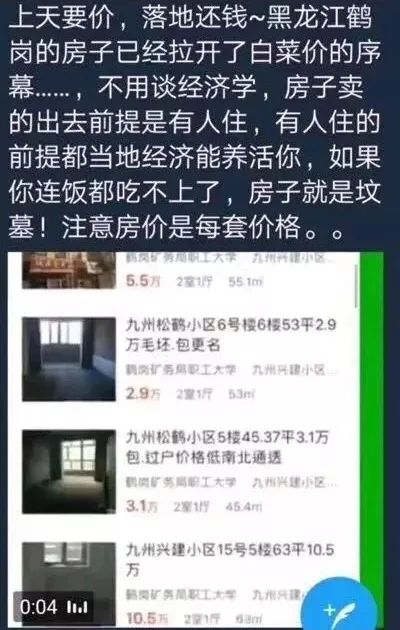 上天要价，落地还钱~黑龙江鹤
岗的房子已经拉开了白菜价的序
幕……，不用谈经济学，房子卖
的出去前提是有人住，有人住的
前提都当地经济能养活你，如果
你连饭都吃不上了，房子就是坟
墓！注意房价是每套价格。。
鹤岗矿务局职工大学 九州兴建小区...
5.5万 2室1厅 55.1㎡
九州松鹤小区6号楼6楼53平2.9
万毛坯.包更名
鹤岗矿务局职工大学 九州兴建小区...
2.9万 2室1厅 53㎡
九州松鹤小区5楼45.37平3.1万
包.过户价格低南北通透
鹤岗矿务局职工大学 九州兴建小区...
3.1万 2室1厅 45.4㎡
九州兴建小区15号5楼63平10.5
万
鹤岗矿务局职工大学 九州兴建小区...
10.5万 2室1厅 63㎡
0:04